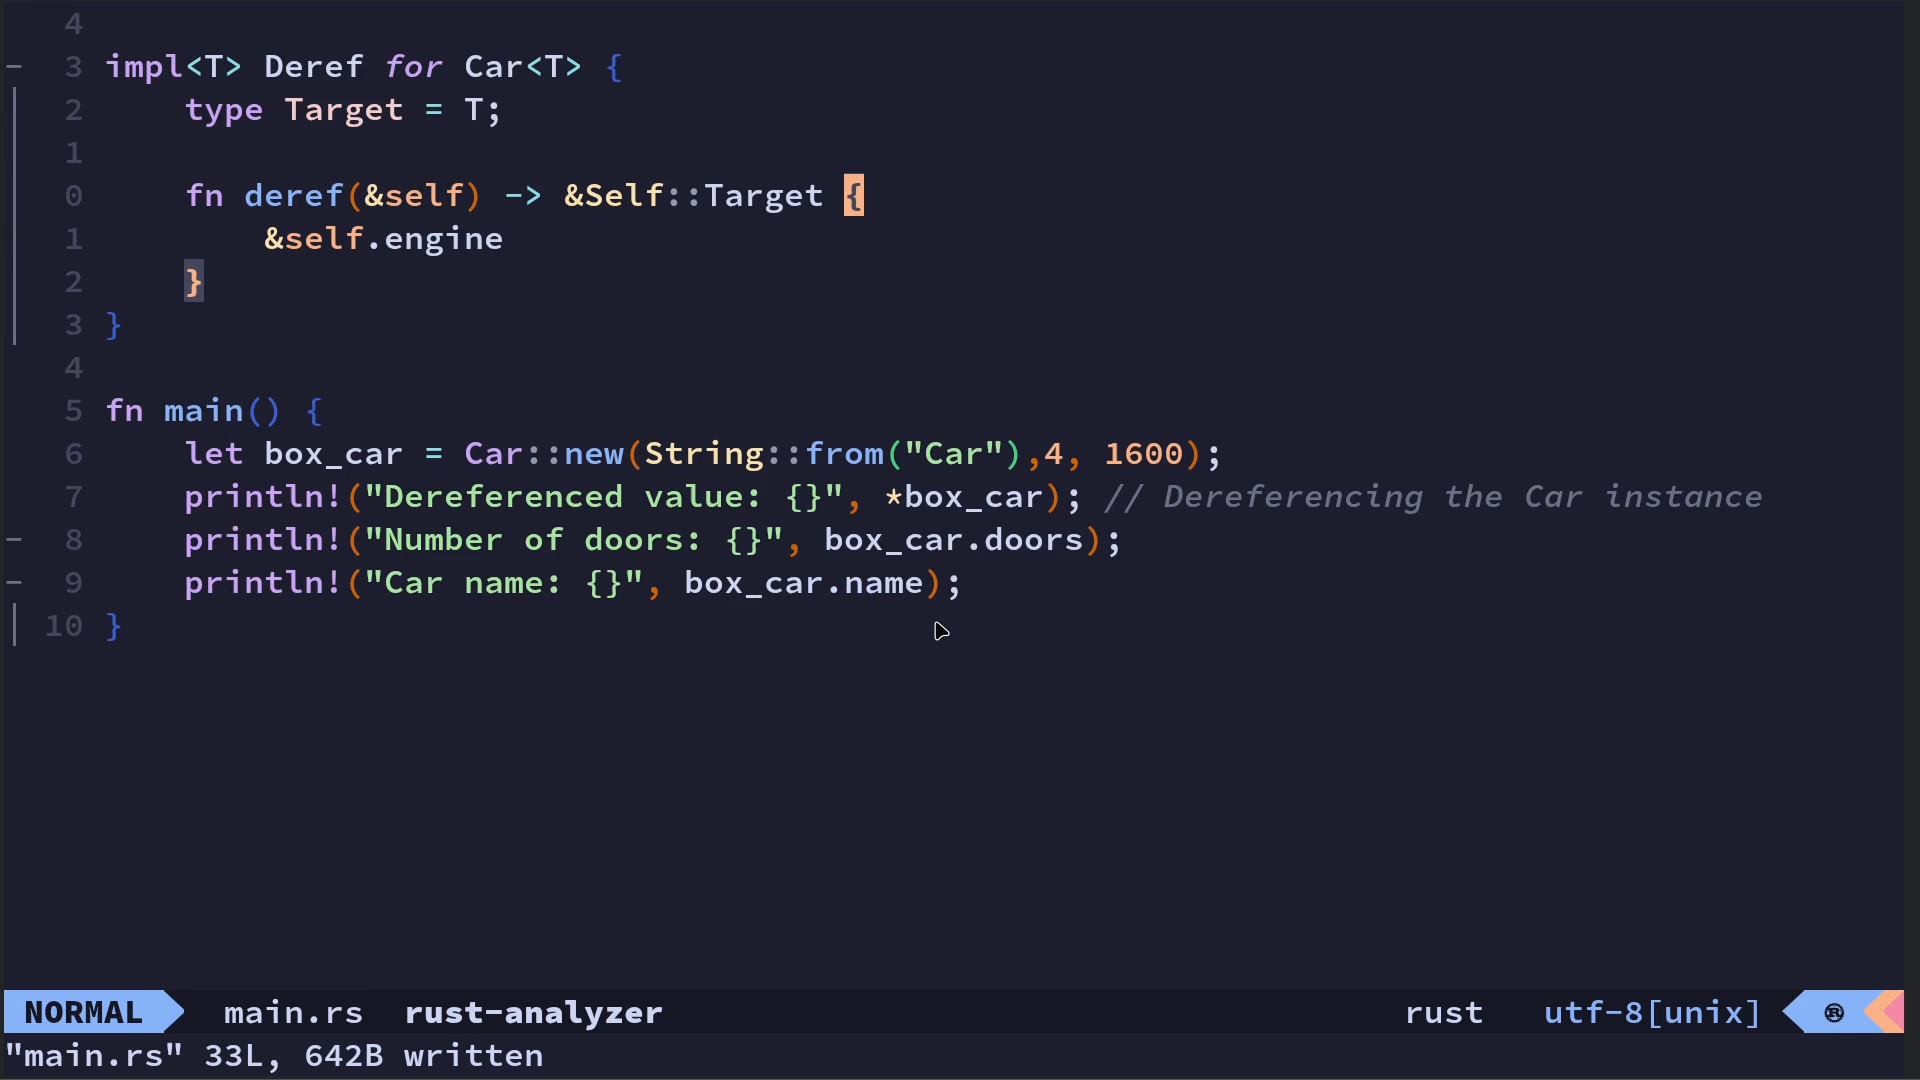 4
3 impl<T> Deref for Car<T> {
2     type Target = T;
1
0     fn deref(&self) -> &Self::Target {
1         &self.engine
2     }
3 }
4
5 fn main() {
6     let box_car = Car::new(String::from("Car"),4, 1600);
7     println!("Dereferenced value: {}", *box_car); // Dereferencing the Car instance
8     println!("Number of doors: {}", box_car.doors);
9     println!("Car name: {}", box_car.name);
10 }
NORMAL main.rs rust-analyzer rust utf-8[unix]
"main.rs" 33L, 642B written